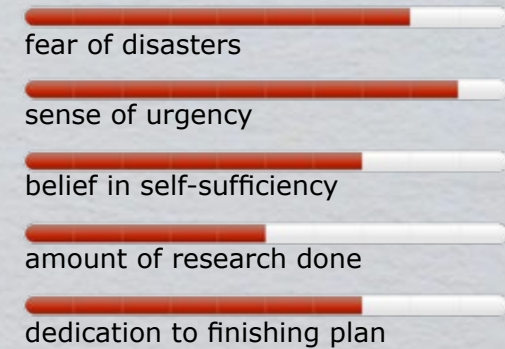 fear of disasters
sense of urgency
belief in self-sufficiency
amount of research done
dedication to finishing plan